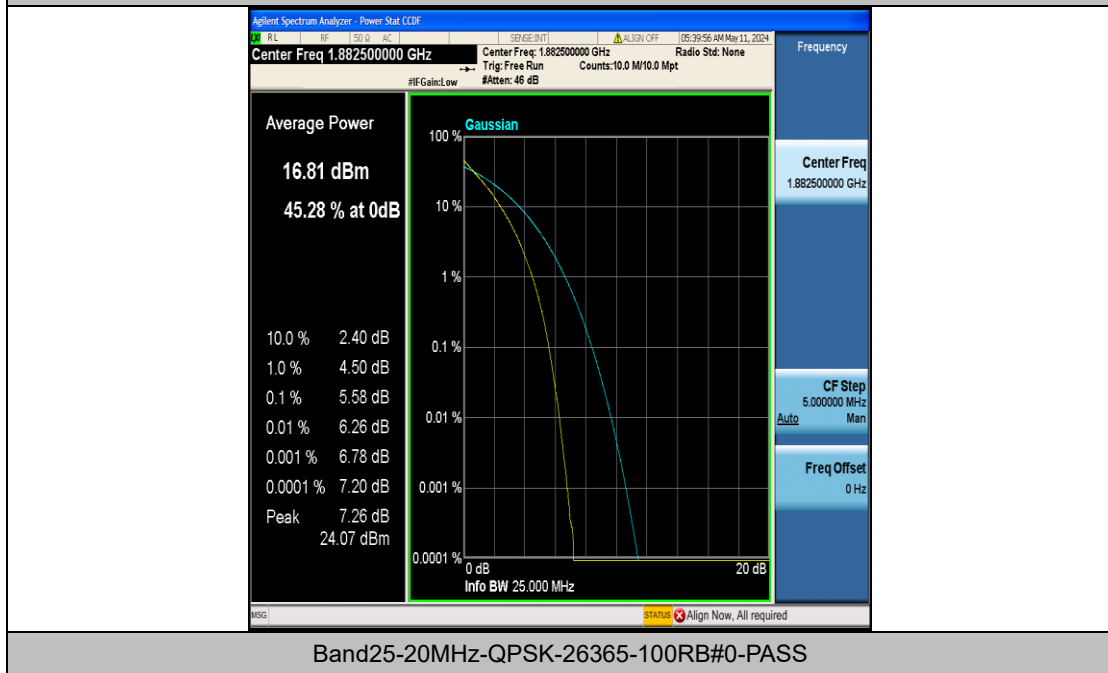 Agilent Spectrum Analyzer - Power Stat CCDF
RL RF 50 Ω AC SENSE:INT ALIGN OFF 05:39:56 AM May 11, 2024
Center Freq 1.882500000 GHz
Center Freq: 1.882500000 GHz Radio Std: None
Trig: Free Run Counts:10.0 M/10.0 Mpt
#IFGain:Low #Atten: 46 dB
Frequency
Average Power
16.81 dBm
45.28 % at 0dB
10.0 % 2.40 dB
1.0 % 4.50 dB
0.1 % 5.58 dB
0.01 % 6.26 dB
0.001 % 6.78 dB
0.0001 % 7.20 dB
Peak 7.26 dB
24.07 dBm
Gaussian
100 %
10 %
1 %
0.1 %
0.01 %
0.001 %
0.0001 %
0 dB 20 dB
Info BW 25.000 MHz
Center Freq
1.882500000 GHz
CF Step
5.000000 MHz
Auto Man
Freq Offset
0 Hz
MSG STATUS Align Now, All required
Band25-20MHz-QPSK-26365-100RB#0-PASS